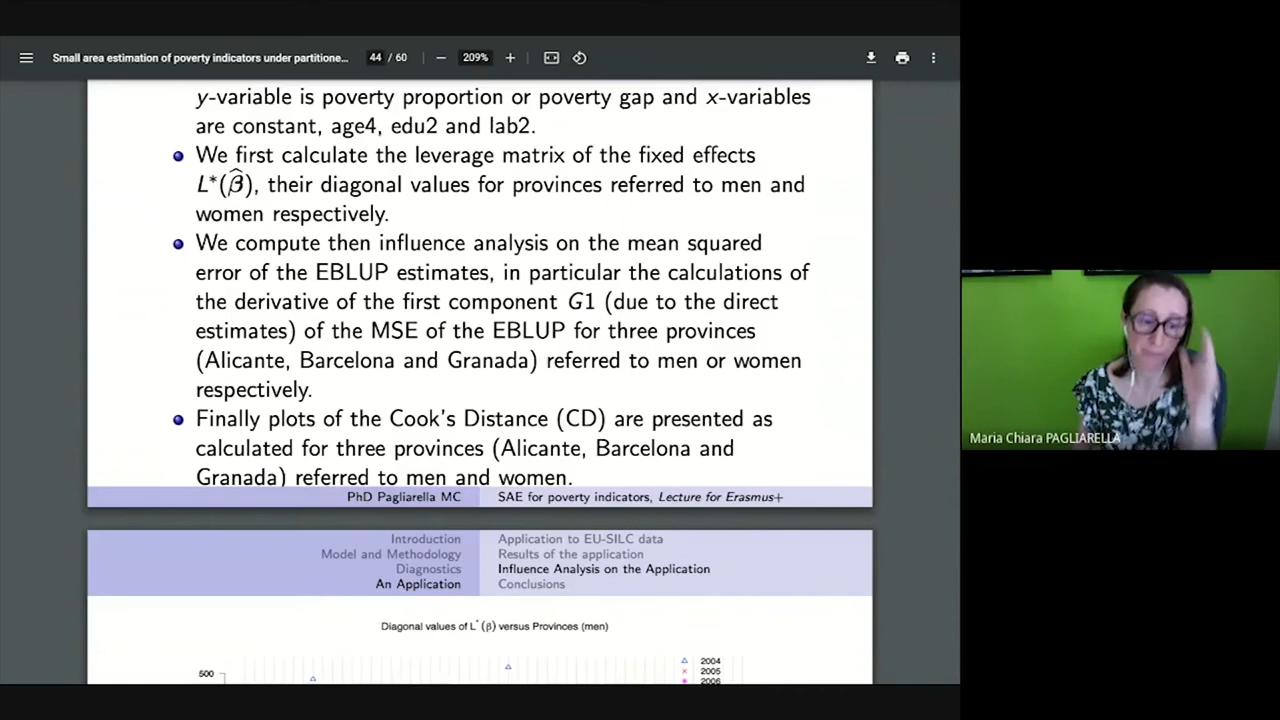 Small area estimation of poverty indicators under partitione...
44 / 60
209%
y-variable is poverty proportion or poverty gap and x-variables
are constant, age4, edu2 and lab2.
We first calculate the leverage matrix of the fixed effects
L*(β̂), their diagonal values for provinces referred to men and
women respectively.
We compute then influence analysis on the mean squared
error of the EBLUP estimates, in particular the calculations of
the derivative of the first component G1 (due to the direct
estimates) of the MSE of the EBLUP for three provinces
(Alicante, Barcelona and Granada) referred to men or women
respectively.
Finally plots of the Cook's Distance (CD) are presented as
calculated for three provinces (Alicante, Barcelona and
Granada) referred to men and women.
PhD Pagliarella MC
SAE for poverty indicators, Lecture for Erasmus+
Introduction
Model and Methodology
Diagnostics
An Application
Application to EU-SILC data
Results of the application
Influence Analysis on the Application
Conclusions
Diagonal values of L*(β) versus Provinces (men)
500
2004
2005
2006
Maria Chiara PAGLIARELLA